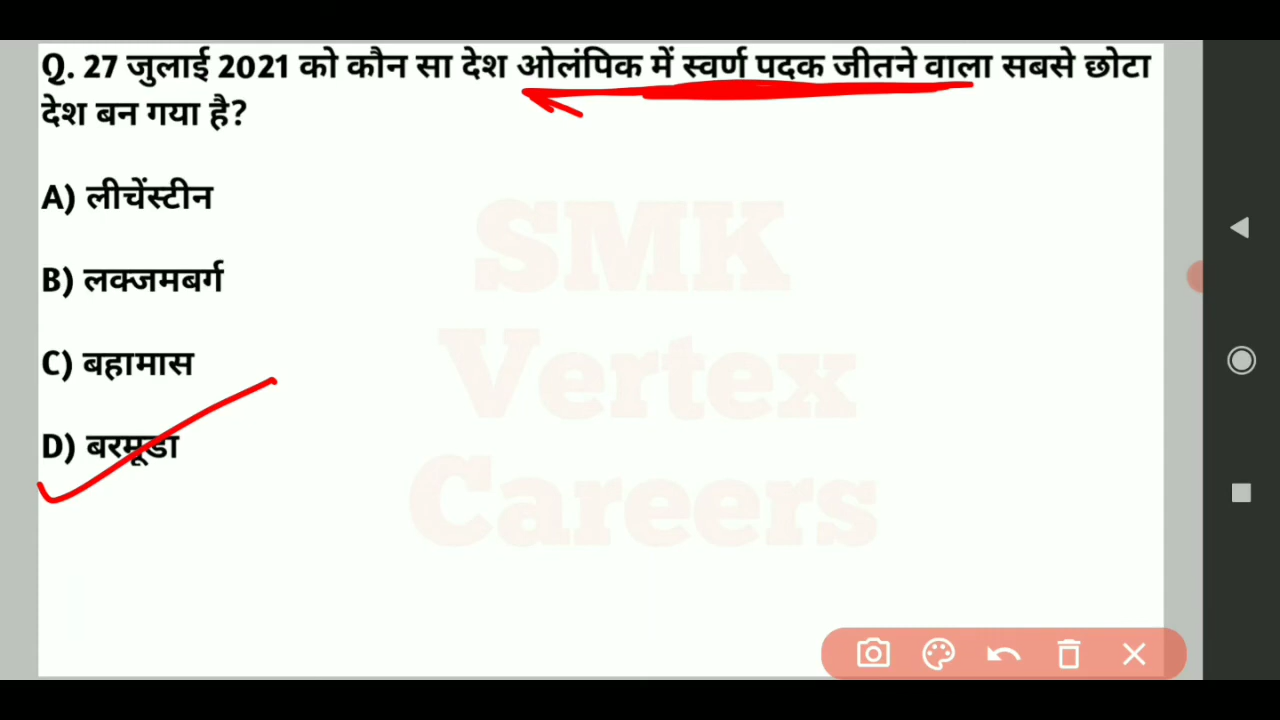 Q. 27 जुलाई 2021 को कौन सा देश ओलंपिक में स्वर्ण पदक जीतने वाला सबसे छोटा
देश बन गया है?
A) लीचेंस्टीन
B) लक्जमबर्ग
C) बहामास
D) बरमूडा
SMK
Vertex
Careers